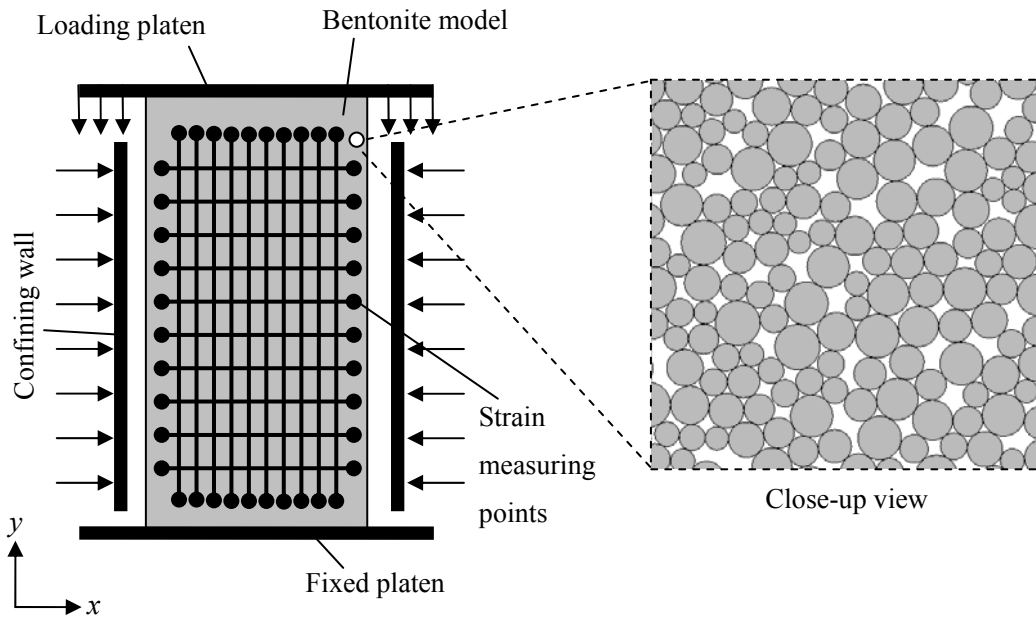 Loading platen
Bentonite model
Confining wall
Strain
measuring
points
Close-up view
Fixed platen
y
x